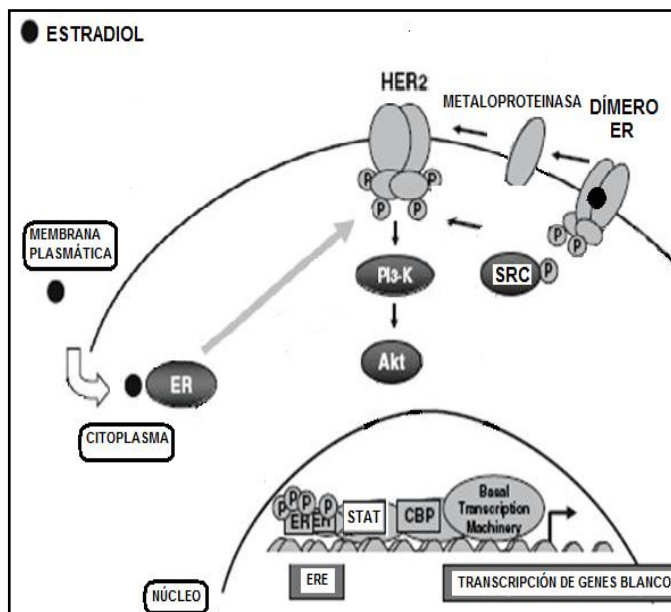 ESTRADIOL
HER2
METALOPROTEINASA
DÍMERO
ER
P
P
P
P
MEMBRANA
PLASMÁTICA
PI3-K
SRC
P
P
P
P
Akt
ER
CITOPLASMA
P
P
P
P
ER
ER
STAT
CBP
Basal
Transcription
Machinery
ERE
TRANSCRIPCIÓN DE GENES BLANCO
NÚCLEO